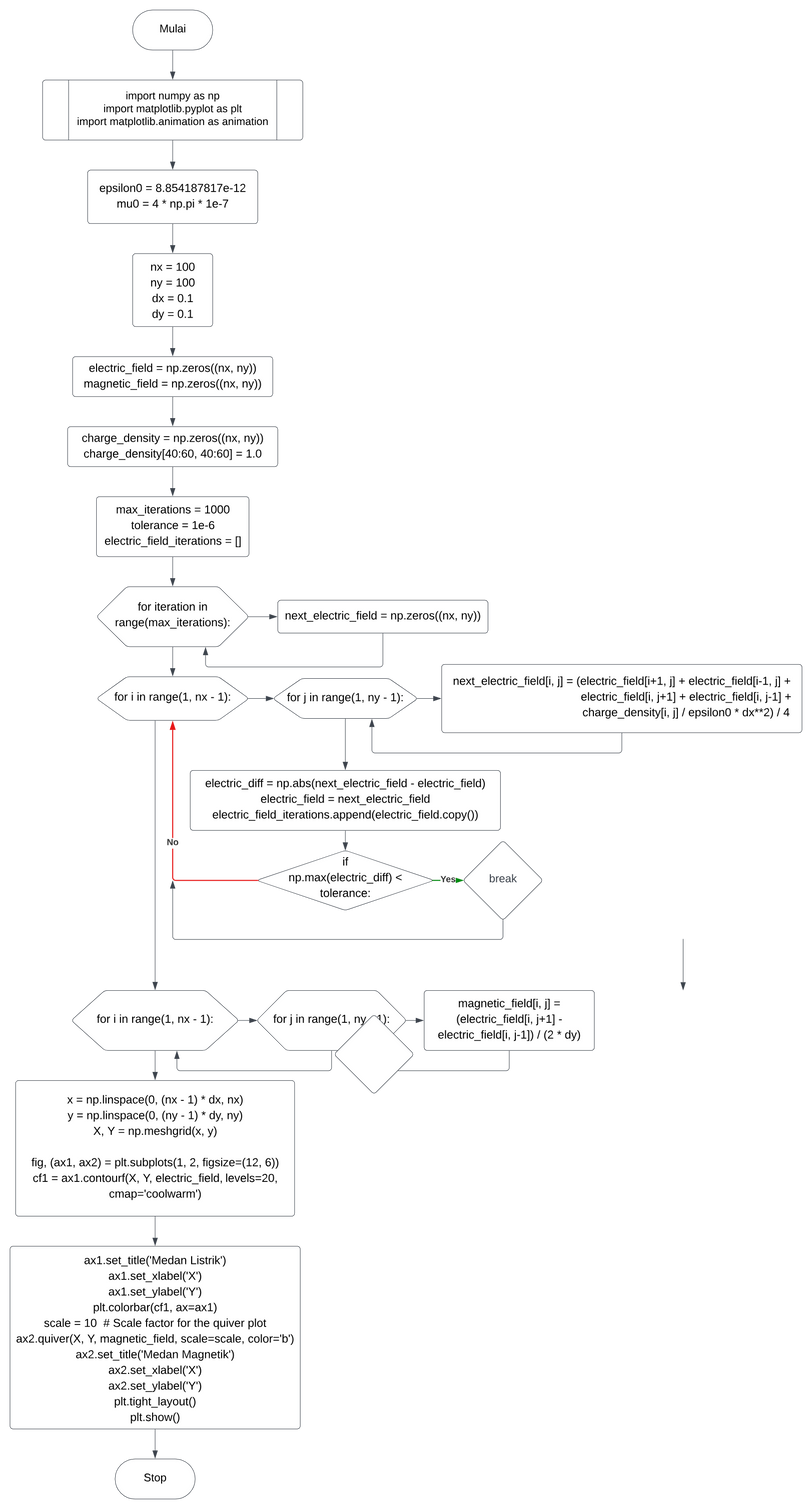 Mulai
import numpy as np
import matplotlib.pyplot as plt
import matplotlib.animation as animation
epsilon0 = 8.854187817e-12
mu0 = 4 * np.pi * 1e-7
nx = 100
ny = 100
dx = 0.1
dy = 0.1
electric_field = np.zeros((nx, ny))
magnetic_field = np.zeros((nx, ny))
charge_density = np.zeros((nx, ny))
charge_density[40:60, 40:60] = 1.0
max_iterations = 1000
tolerance = 1e-6
electric_field_iterations = []
for iteration in
range(max_iterations):
next_electric_field = np.zeros((nx, ny))
for i in range(1, nx - 1):
for j in range(1, ny - 1):
next_electric_field[i, j] = (electric_field[i+1, j] + electric_field[i-1, j] +
electric_field[i, j+1] + electric_field[i, j-1] +
charge_density[i, j] / epsilon0 * dx**2) / 4
electric_diff = np.abs(next_electric_field - electric_field)
electric_field = next_electric_field
electric_field_iterations.append(electric_field.copy())
No
if
np.max(electric_diff) <
tolerance:
Yes
break
for i in range(1, nx - 1):
for j in range(1, ny 1):
magnetic_field[i, j] =
(electric_field[i, j+1] -
electric_field[i, j-1]) / (2 * dy)
x = np.linspace(0, (nx - 1) * dx, nx)
y = np.linspace(0, (ny - 1) * dy, ny)
X, Y = np.meshgrid(x, y)
fig, (ax1, ax2) = plt.subplots(1, 2, figsize=(12, 6))
cf1 = ax1.contourf(X, Y, electric_field, levels=20,
cmap='coolwarm')
ax1.set_title('Medan Listrik')
ax1.set_xlabel('X')
ax1.set_ylabel('Y')
plt.colorbar(cf1, ax=ax1)
scale = 10  # Scale factor for the quiver plot
ax2.quiver(X, Y, magnetic_field, scale=scale, color='b')
ax2.set_title('Medan Magnetik')
ax2.set_xlabel('X')
ax2.set_ylabel('Y')
plt.tight_layout()
plt.show()
Stop